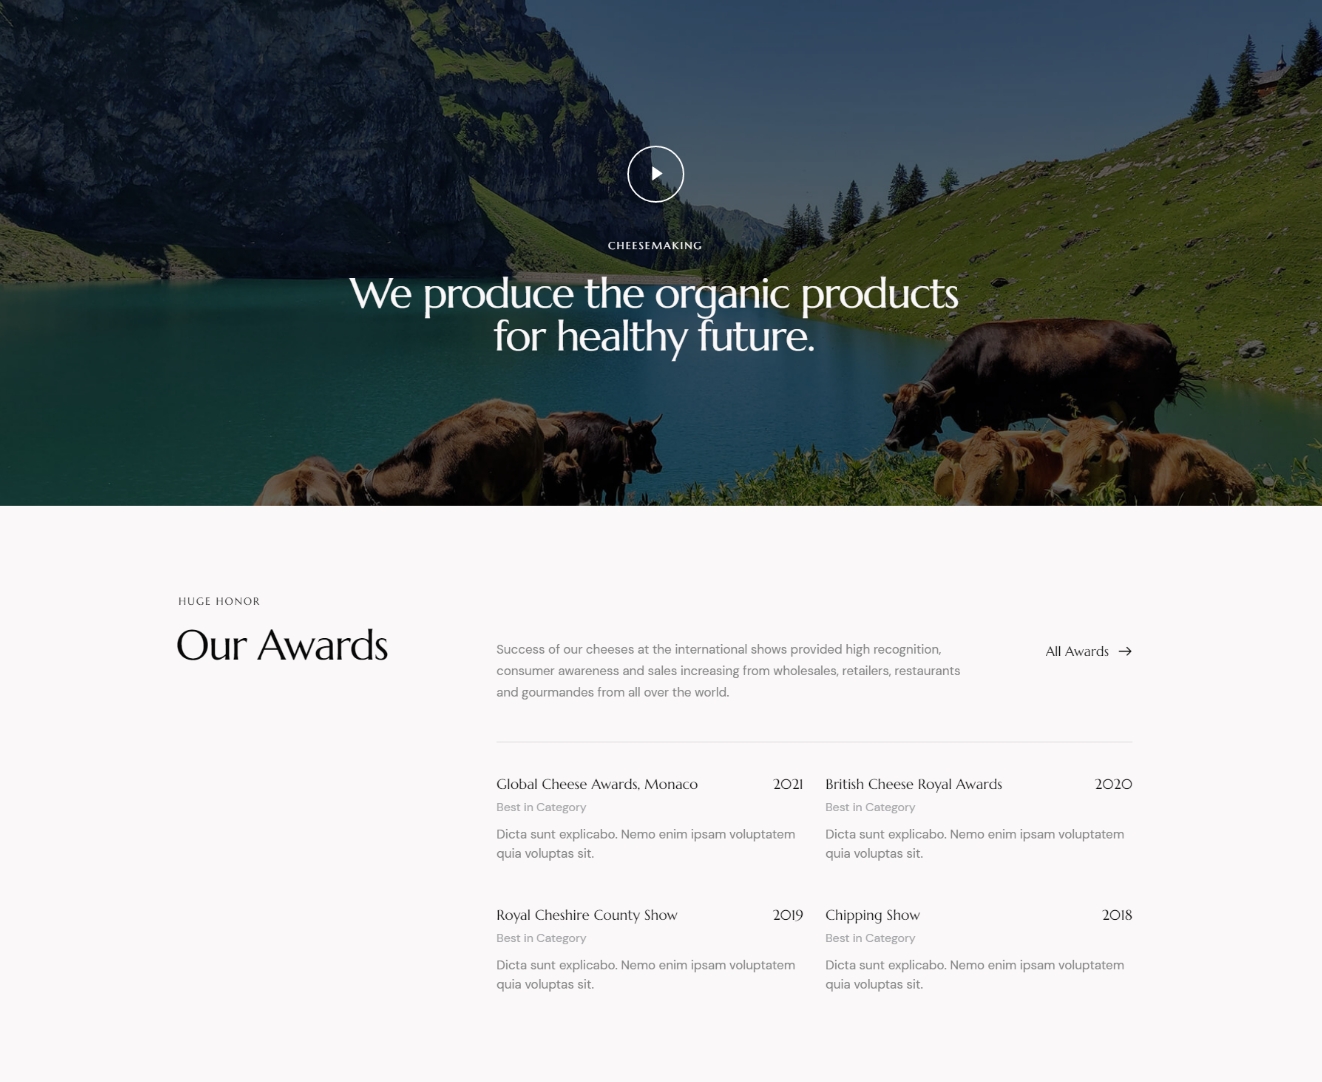 CHEESEMAKING
We produce the organic products
for healthy future.
HUGE HONOR
Our Awards
Success of our cheeses at the international shows provided high recognition,
consumer awareness and sales increasing from wholesales, retailers, restaurants
and gourmandes from all over the world.
All Awards →
Global Cheese Awards, Monaco 2021
Best in Category
Dicta sunt explicabo. Nemo enim ipsam voluptatem
quia voluptas sit.
British Cheese Royal Awards 2020
Best in Category
Dicta sunt explicabo. Nemo enim ipsam voluptatem
quia voluptas sit.
Royal Cheshire County Show 2019
Best in Category
Dicta sunt explicabo. Nemo enim ipsam voluptatem
quia voluptas sit.
Chipping Show 2018
Best in Category
Dicta sunt explicabo. Nemo enim ipsam voluptatem
quia voluptas sit.